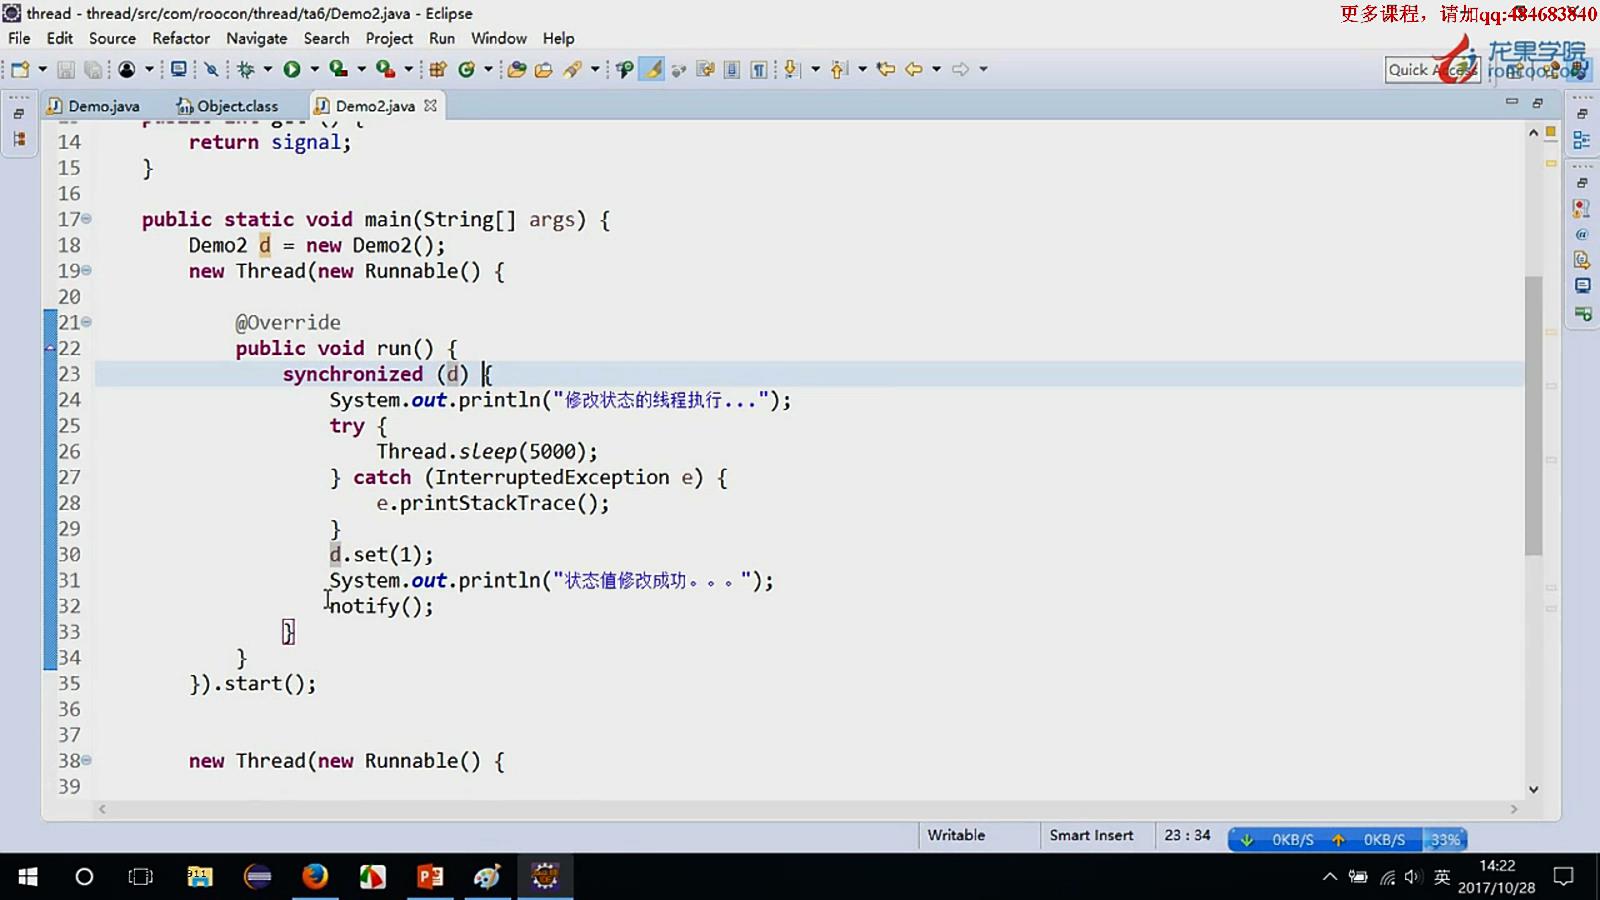 thread - thread/src/com/roocon/thread/ta6/Demo2.java - Eclipse
更多课程，请加qq:484683840
File Edit Source Refactor Navigate Search Project Run Window Help
龙果学院
Quick Access
roncoo.com
Demo.java Object.class Demo2.java
14 return signal;
15 }
16
17 public static void main(String[] args) {
18 Demo2 d = new Demo2();
19 new Thread(new Runnable() {
20
21 @Override
22 public void run() {
23 synchronized (d) {
24 System.out.println("修改状态的线程执行...");
25 try {
26 Thread.sleep(5000);
27 } catch (InterruptedException e) {
28 e.printStackTrace();
29 }
30 d.set(1);
31 System.out.println("状态值修改成功。。。");
32 notify();
33 }
34 }
35 }).start();
36
37
38 new Thread(new Runnable() {
39
Writable Smart Insert 23 : 34 0KB/S 0KB/S 33%
英 14:22
2017/10/28